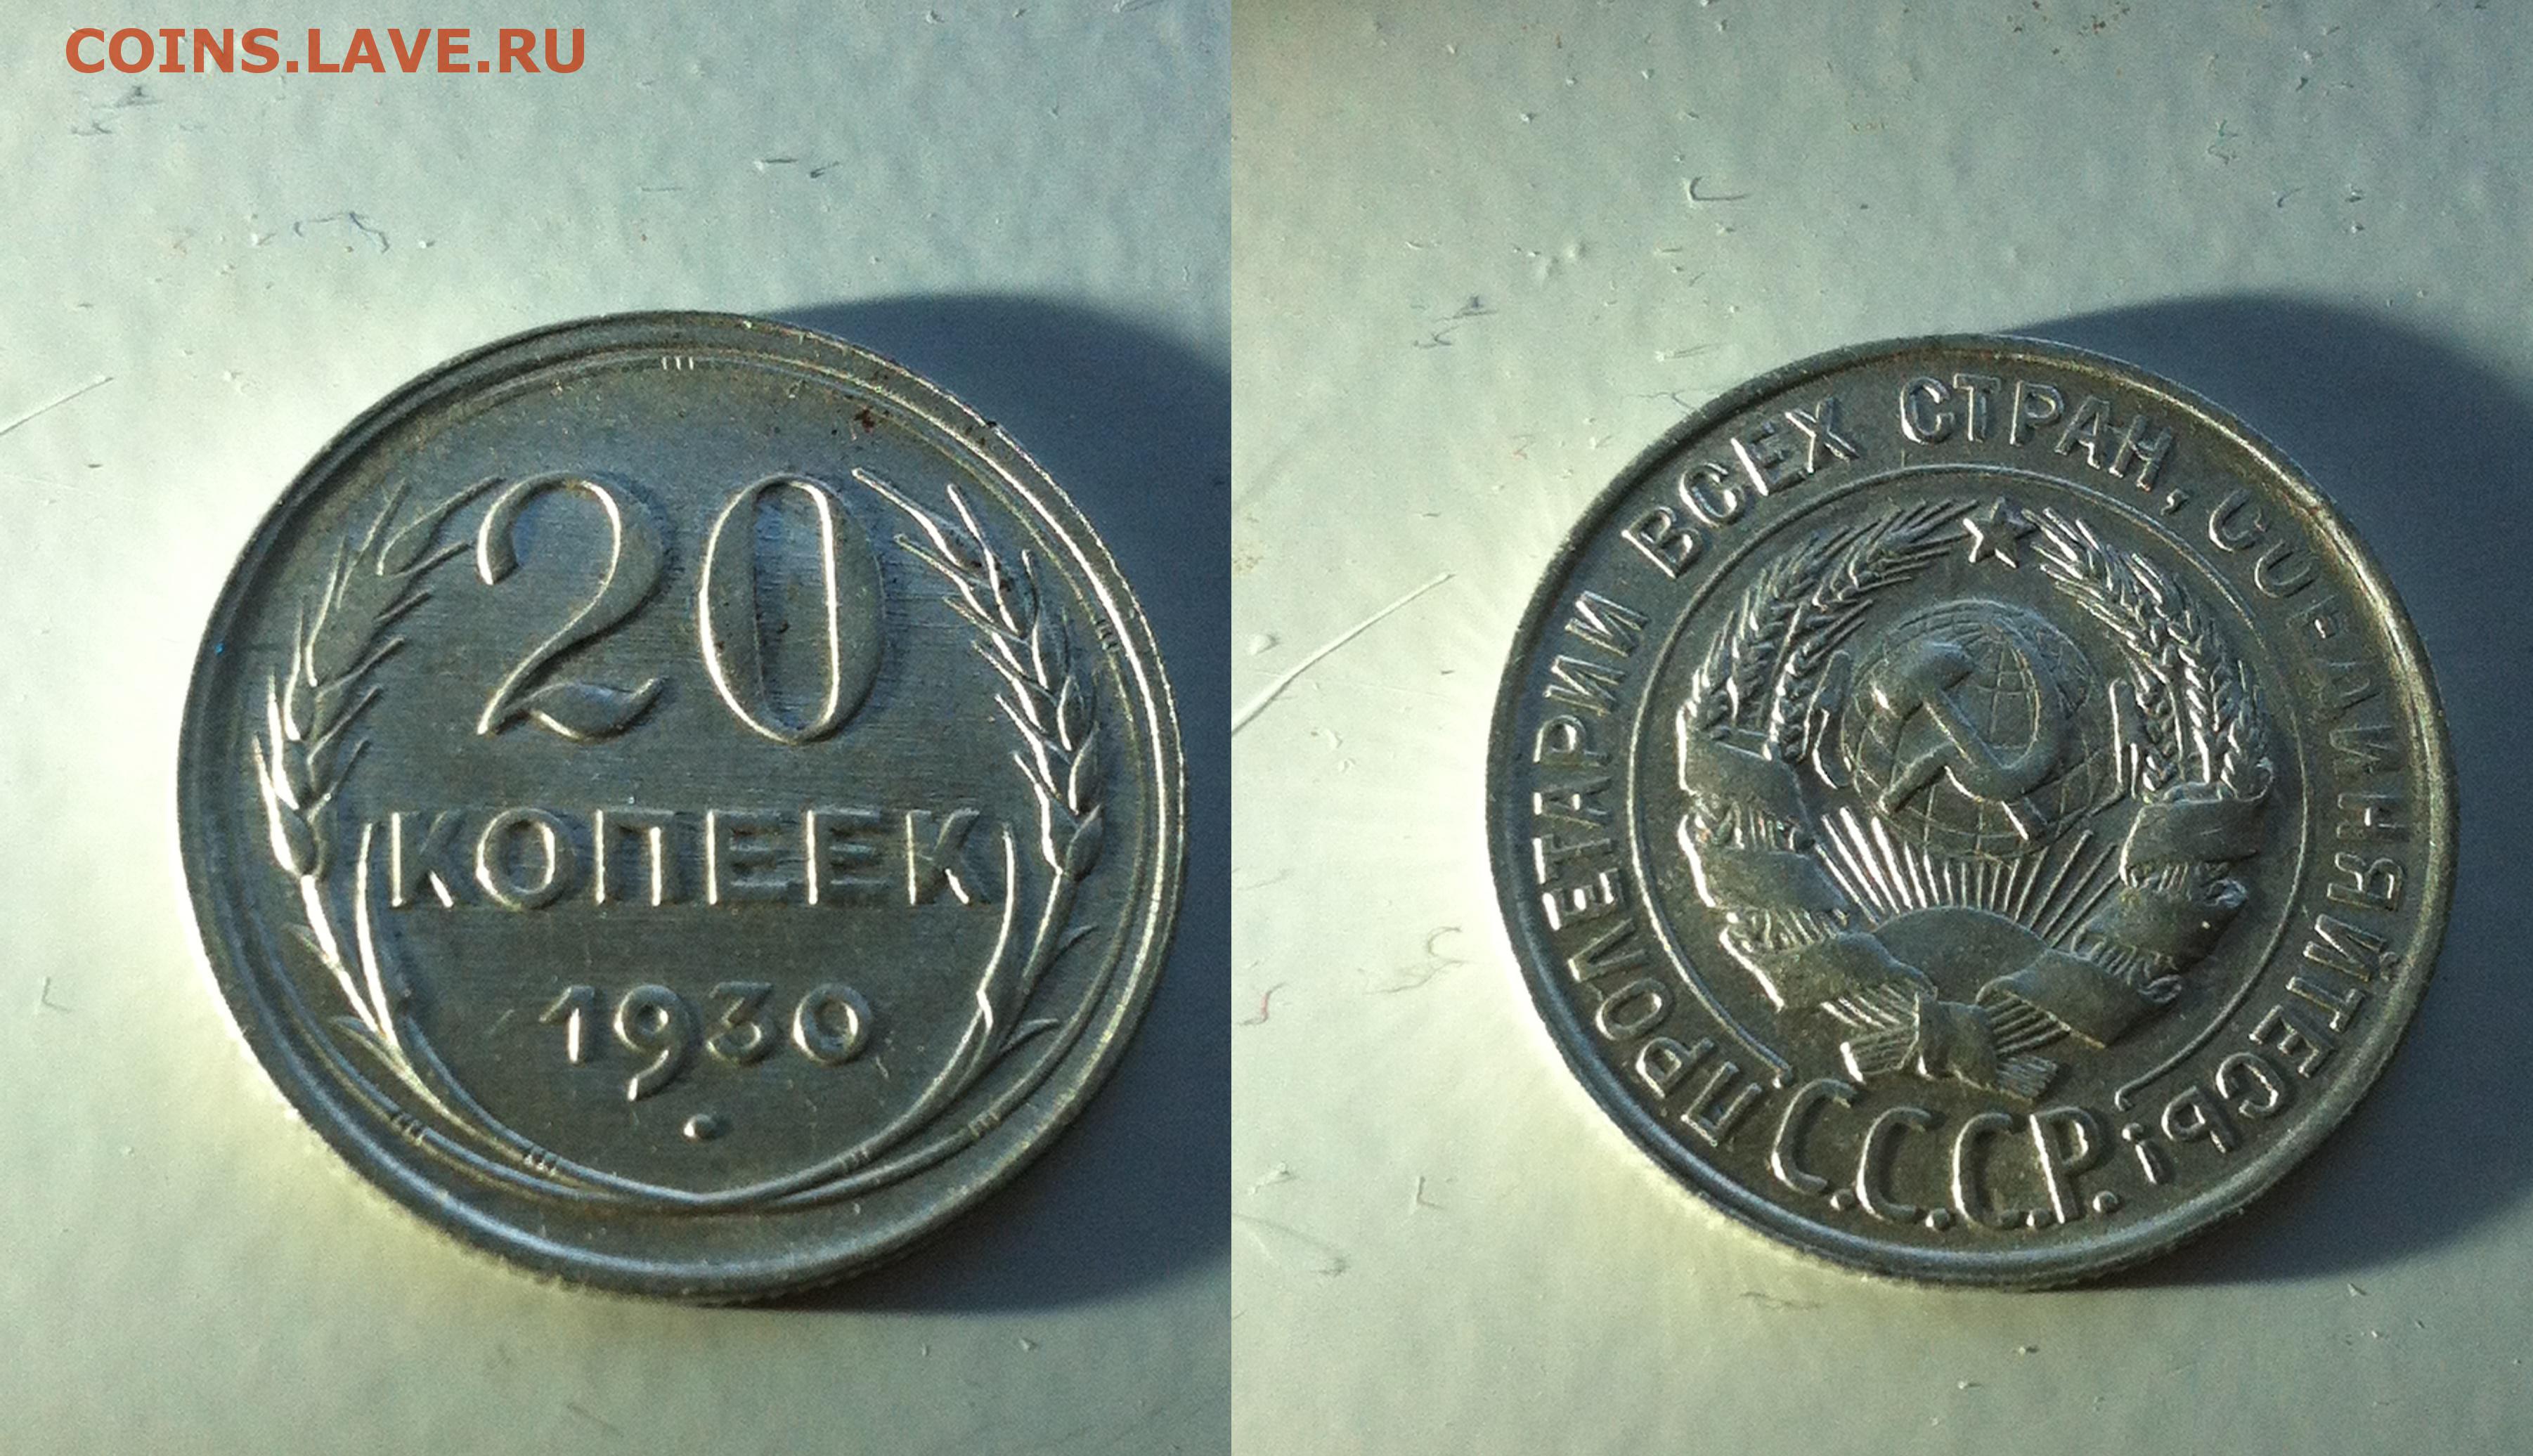 COINS.LAVE.RU
20
КОПЕЕК
1930
ПРОЛЕТАРИИ ВСЕХ СТРАН, СОЕДИНЯЙТЕСЬ!
С.С.С.Р.